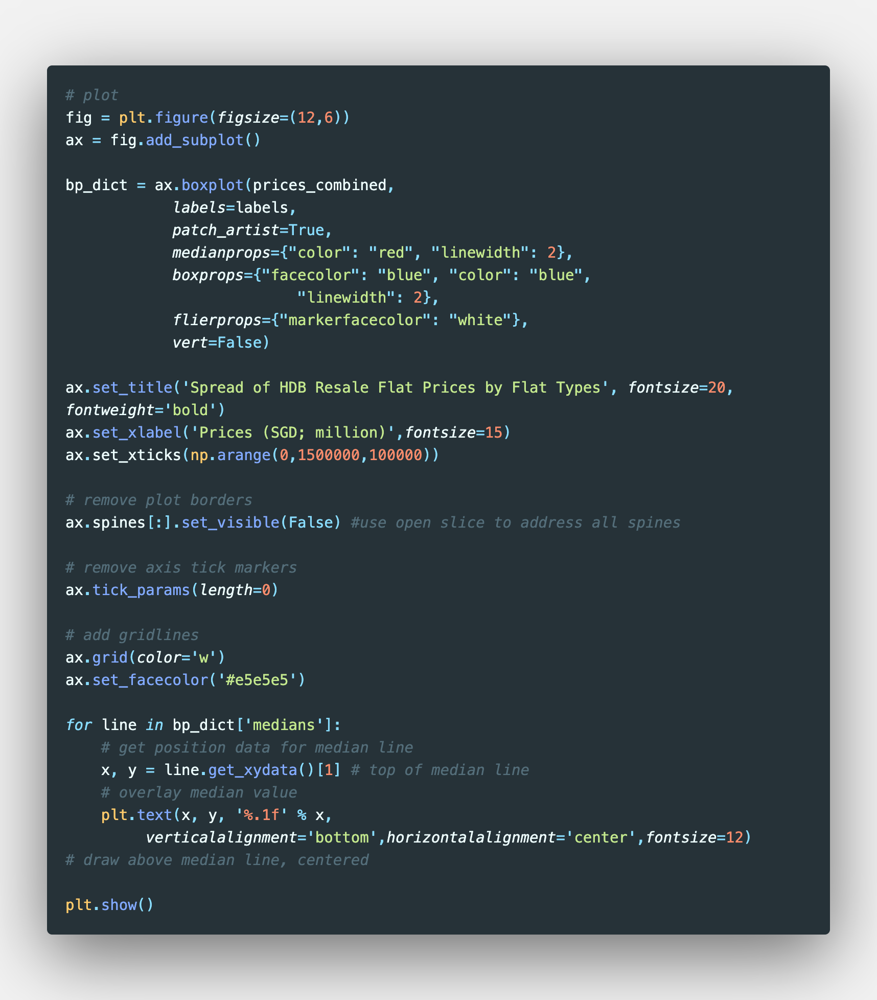 # plot
fig = plt.figure(figsize=(12,6))
ax = fig.add_subplot()

bp_dict = ax.boxplot(prices_combined,
            labels=labels,
            patch_artist=True,
            medianprops={"color": "red", "linewidth": 2},
            boxprops={"facecolor": "blue", "color": "blue",
                          "linewidth": 2},
            flierprops={"markerfacecolor": "white"},
            vert=False)

ax.set_title('Spread of HDB Resale Flat Prices by Flat Types', fontsize=20,
fontweight='bold')
ax.set_xlabel('Prices (SGD; million)',fontsize=15)
ax.set_xticks(np.arange(0,1500000,100000))

# remove plot borders
ax.spines[:].set_visible(False) #use open slice to address all spines

# remove axis tick markers
ax.tick_params(length=0)

# add gridlines
ax.grid(color='w')
ax.set_facecolor('#e5e5e5')

for line in bp_dict['medians']:
    # get position data for median line
    x, y = line.get_xydata()[1] # top of median line
    # overlay median value
    plt.text(x, y, '%.1f' % x,
         verticalalignment='bottom',horizontalalignment='center',fontsize=12)
# draw above median line, centered

plt.show()